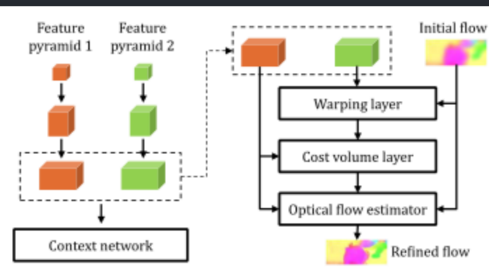 Feature
pyramid 1
Feature
pyramid 2
Context network
Initial flow
Warping layer
Cost volume layer
Optical flow estimator
Refined flow